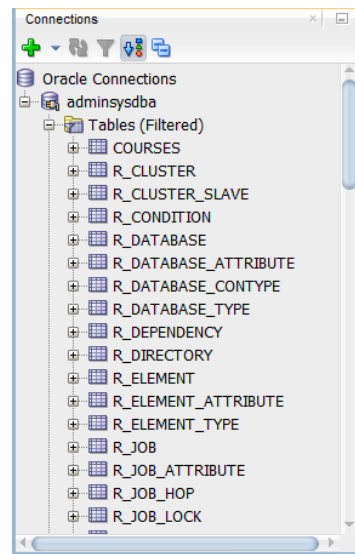 Connections
Oracle Connections
adminsysdba
Tables (Filtered)
COURSES
R_CLUSTER
R_CLUSTER_SLAVE
R_CONDITION
R_DATABASE
R_DATABASE_ATTRIBUTE
R_DATABASE_CONTYPE
R_DATABASE_TYPE
R_DEPENDENCY
R_DIRECTORY
R_ELEMENT
R_ELEMENT_ATTRIBUTE
R_ELEMENT_TYPE
R_JOB
R_JOB_ATTRIBUTE
R_JOB_HOP
R_JOB_LOCK